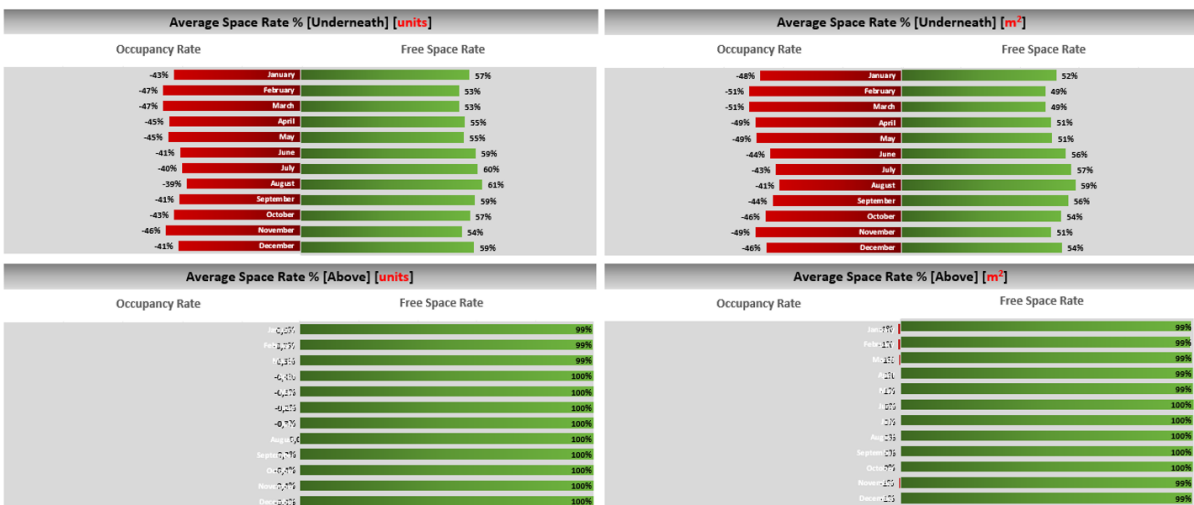 Average Space Rate % [Underneath] [units]
Occupancy Rate Free Space Rate
-43% January 57%
-47% February 53%
-47% March 53%
-45% April 55%
-45% May 55%
-41% June 59%
-40% July 60%
-39% August 61%
-41% September 59%
-43% October 57%
-46% November 54%
-41% December 59%
Average Space Rate % [Underneath] [m²]
Occupancy Rate Free Space Rate
-48% January 52%
-51% February 49%
-51% March 49%
-49% April 51%
-49% May 51%
-44% June 56%
-43% July 57%
-41% August 59%
-44% September 56%
-46% October 54%
-49% November 51%
-46% December 54%
Average Space Rate % [Above] [units]
Occupancy Rate Free Space Rate
99%
99%
99%
100%
100%
100%
100%
100%
100%
100%
100%
100%
Average Space Rate % [Above] [m²]
Occupancy Rate Free Space Rate
99%
99%
99%
99%
99%
100%
100%
100%
100%
100%
99%
99%